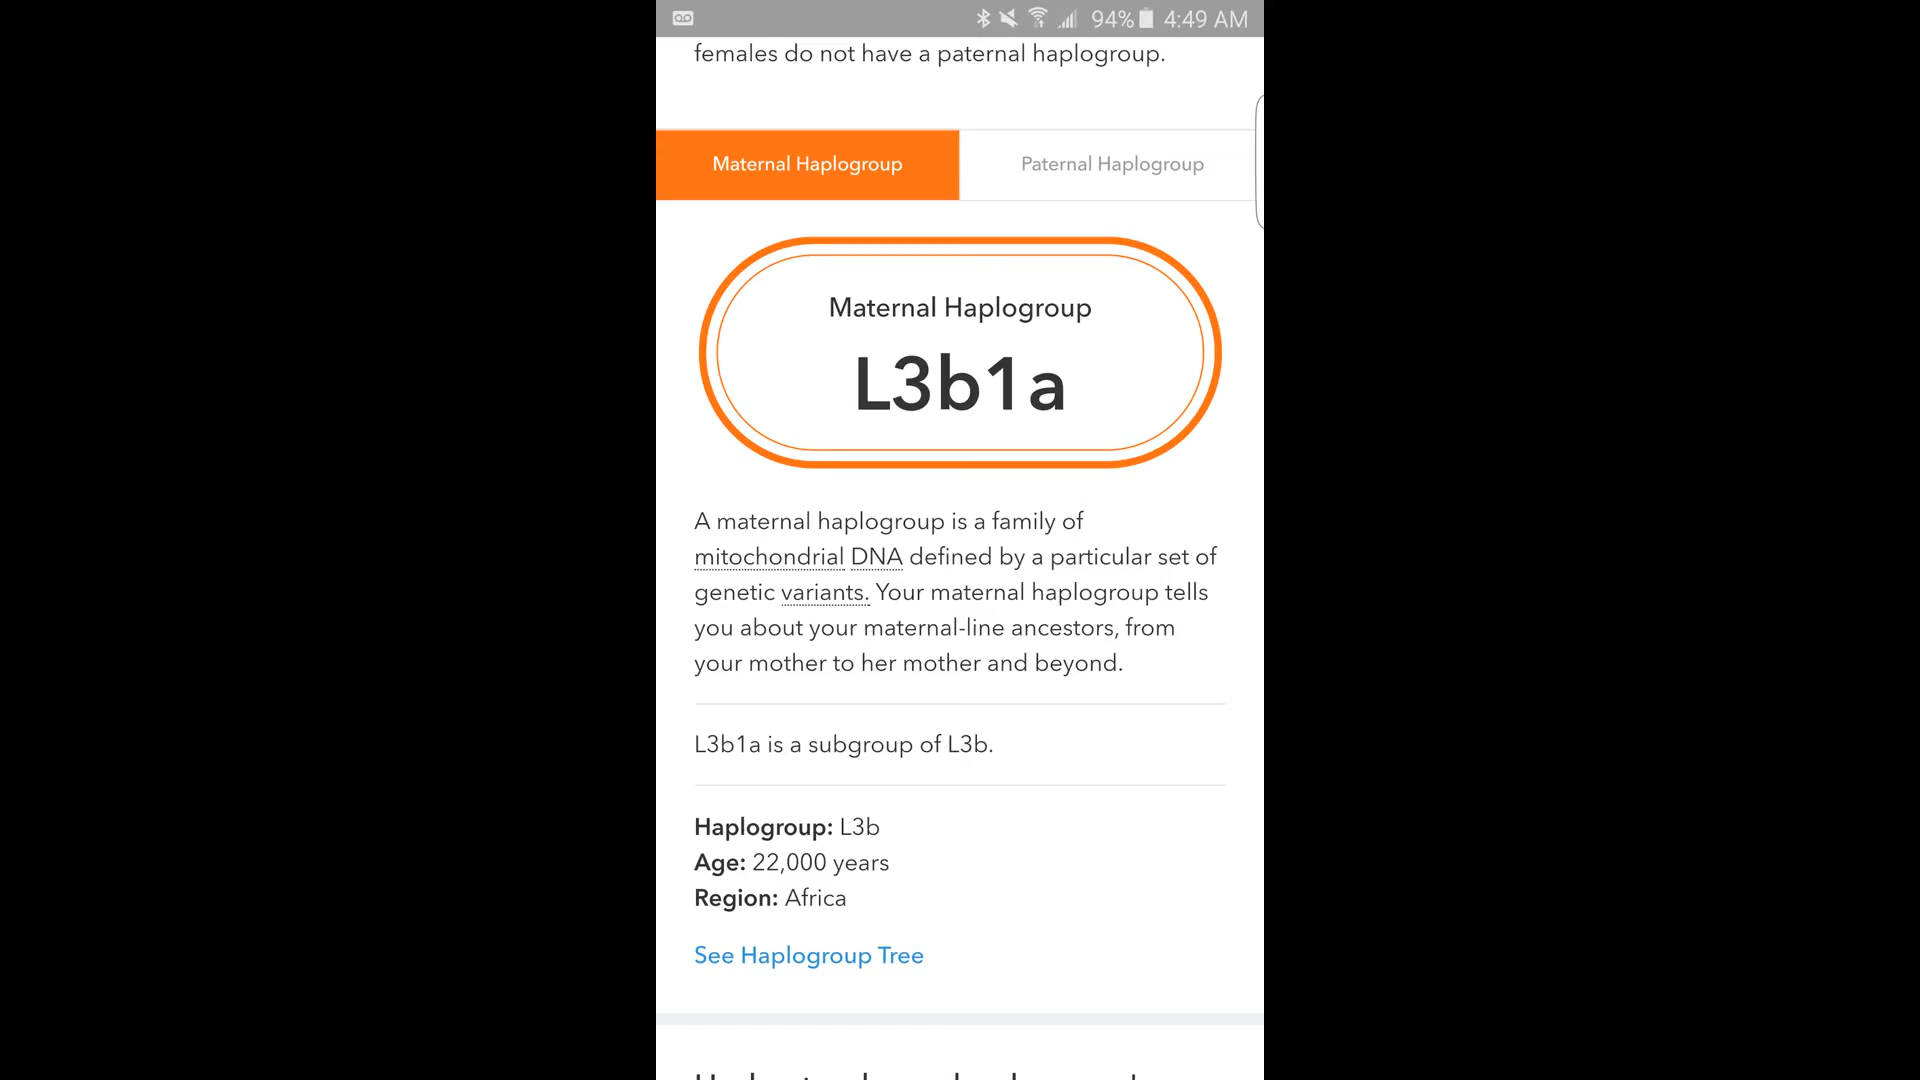 94% 4:49 AM
females do not have a paternal haplogroup.
Maternal Haplogroup
Paternal Haplogroup
Maternal Haplogroup
L3b1a
A maternal haplogroup is a family of
mitochondrial DNA defined by a particular set of
genetic variants. Your maternal haplogroup tells
you about your maternal-line ancestors, from
your mother to her mother and beyond.
L3b1a is a subgroup of L3b.
Haplogroup: L3b
Age: 22,000 years
Region: Africa
See Haplogroup Tree